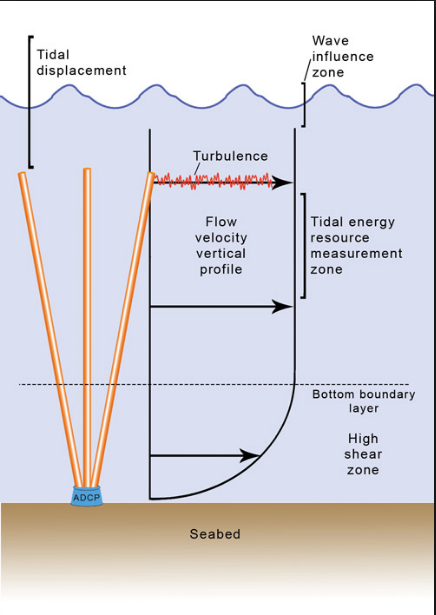 Tidal
displacement
Wave
influence
zone
Turbulence
Flow
velocity
vertical
profile
Tidal energy
resource
measurement
zone
Bottom boundary
layer
High
shear
zone
ADCP
Seabed